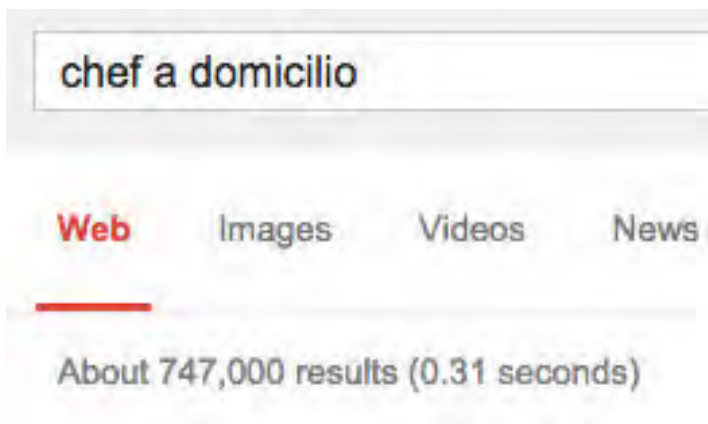 chef a domicilio
Web Images Videos News
About 747,000 results (0.31 seconds)